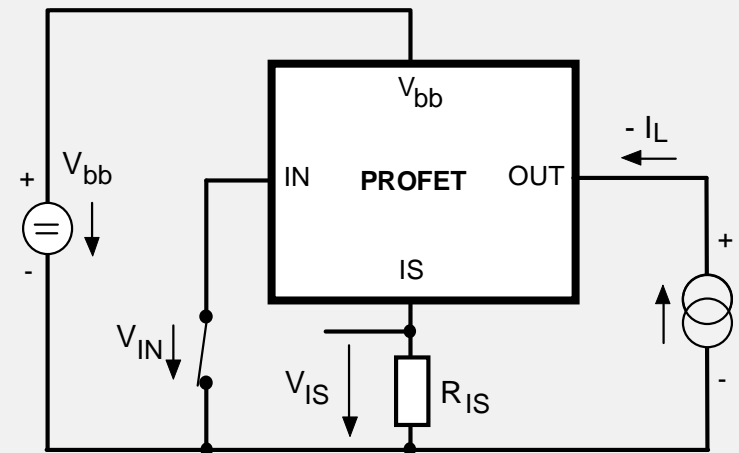 V bb
- I L
+ V bb
IN PROFET OUT
=
-
IS
+
V IN
V IS
R IS
-